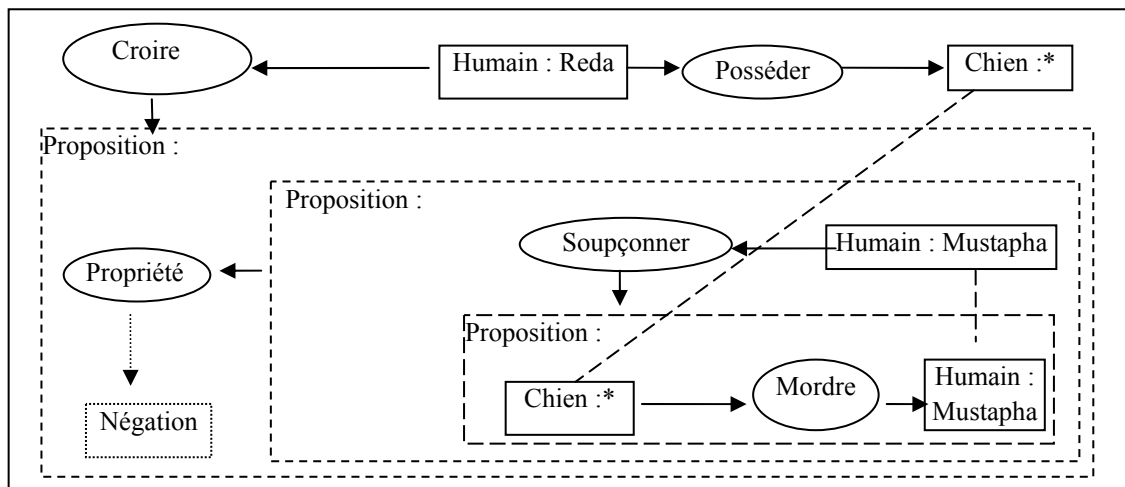 Croire
Humain : Reda
Posséder
Chien :*
Proposition :
Proposition :
Soupçonner
Humain : Mustapha
Propriété
Proposition :
Chien :*
Mordre
Humain :
Mustapha
Négation